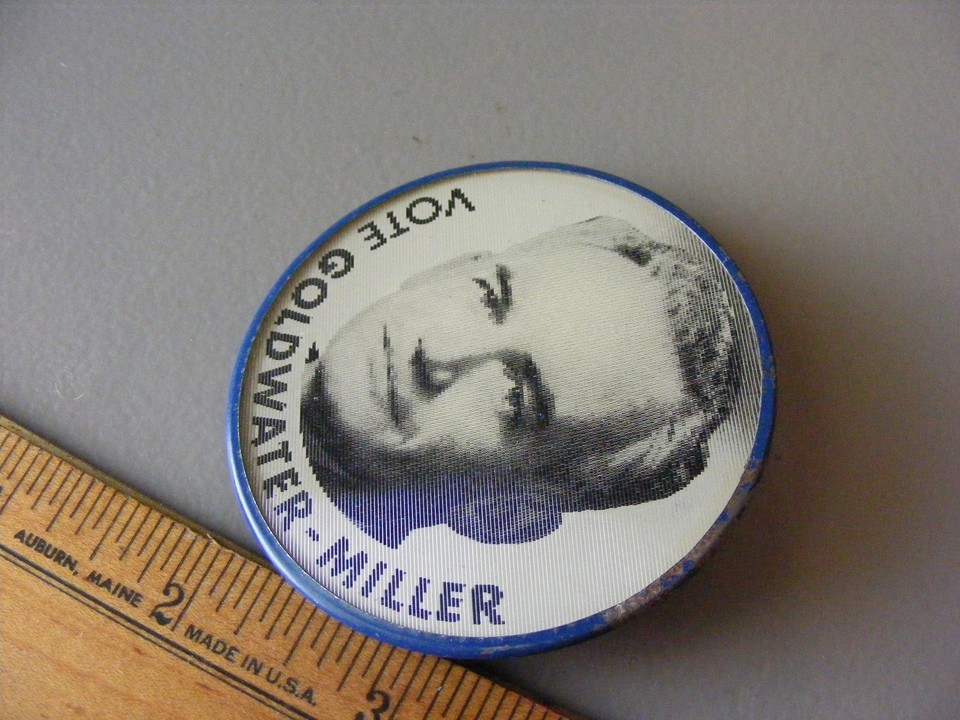 VOTE GOLDWATER-MILLER
AUBURN, MAINE
2
MADE IN U.S.A.
3